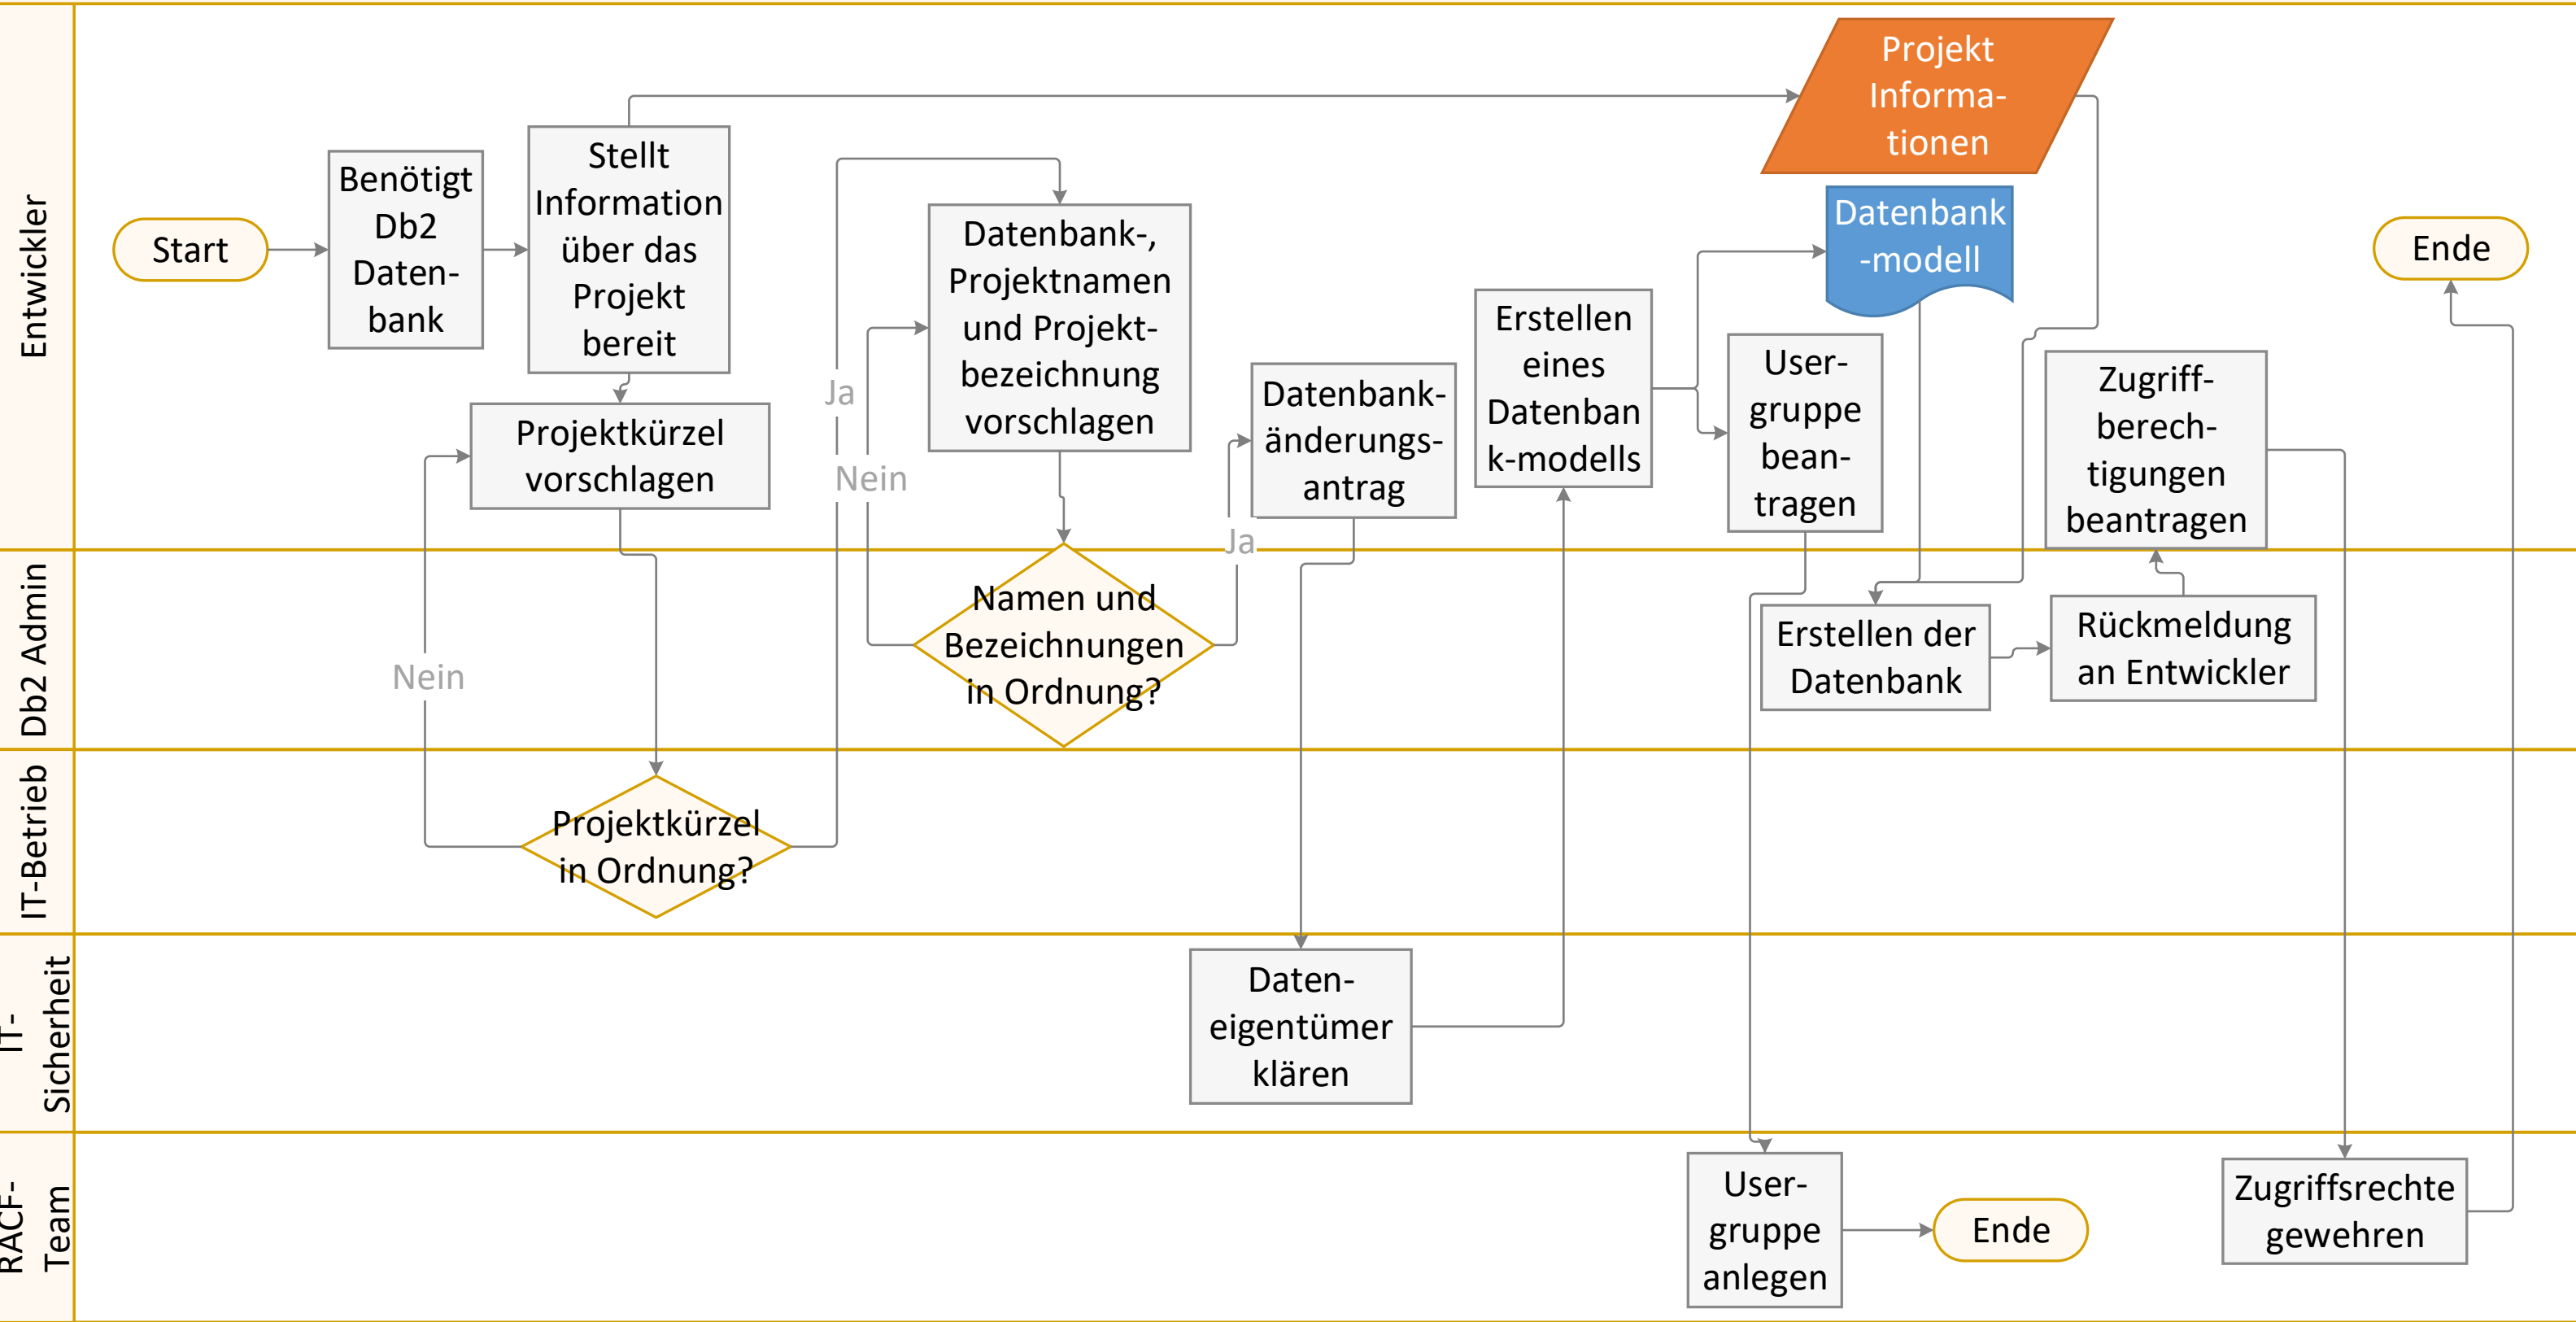 Entwickler
Start
Benötigt
Db2
Daten-
bank
Stellt
Information
über das
Projekt
bereit
Projektkürzel
vorschlagen
Ja
Nein
Datenbank-,
Projektnamen
und Projekt-
bezeichnung
vorschlagen
Datenbank-
änderungs-
antrag
Ja
Erstellen
eines
Datenban
k-modells
Projekt
Informa-
tionen
Datenbank
-modell
User-
gruppe
bean-
tragen
Zugriff-
berech-
tigungen
beantragen
Ende
Db2 Admin
Nein
Namen und
Bezeichnungen
in Ordnung?
Erstellen der
Datenbank
Rückmeldung
an Entwickler
IT-Betrieb
Projektkürzel
in Ordnung?
IT-
Sicherheit
Daten-
eigentümer
klären
RACF-
Team
User-
gruppe
anlegen
Ende
Zugriffsrechte
gewehren